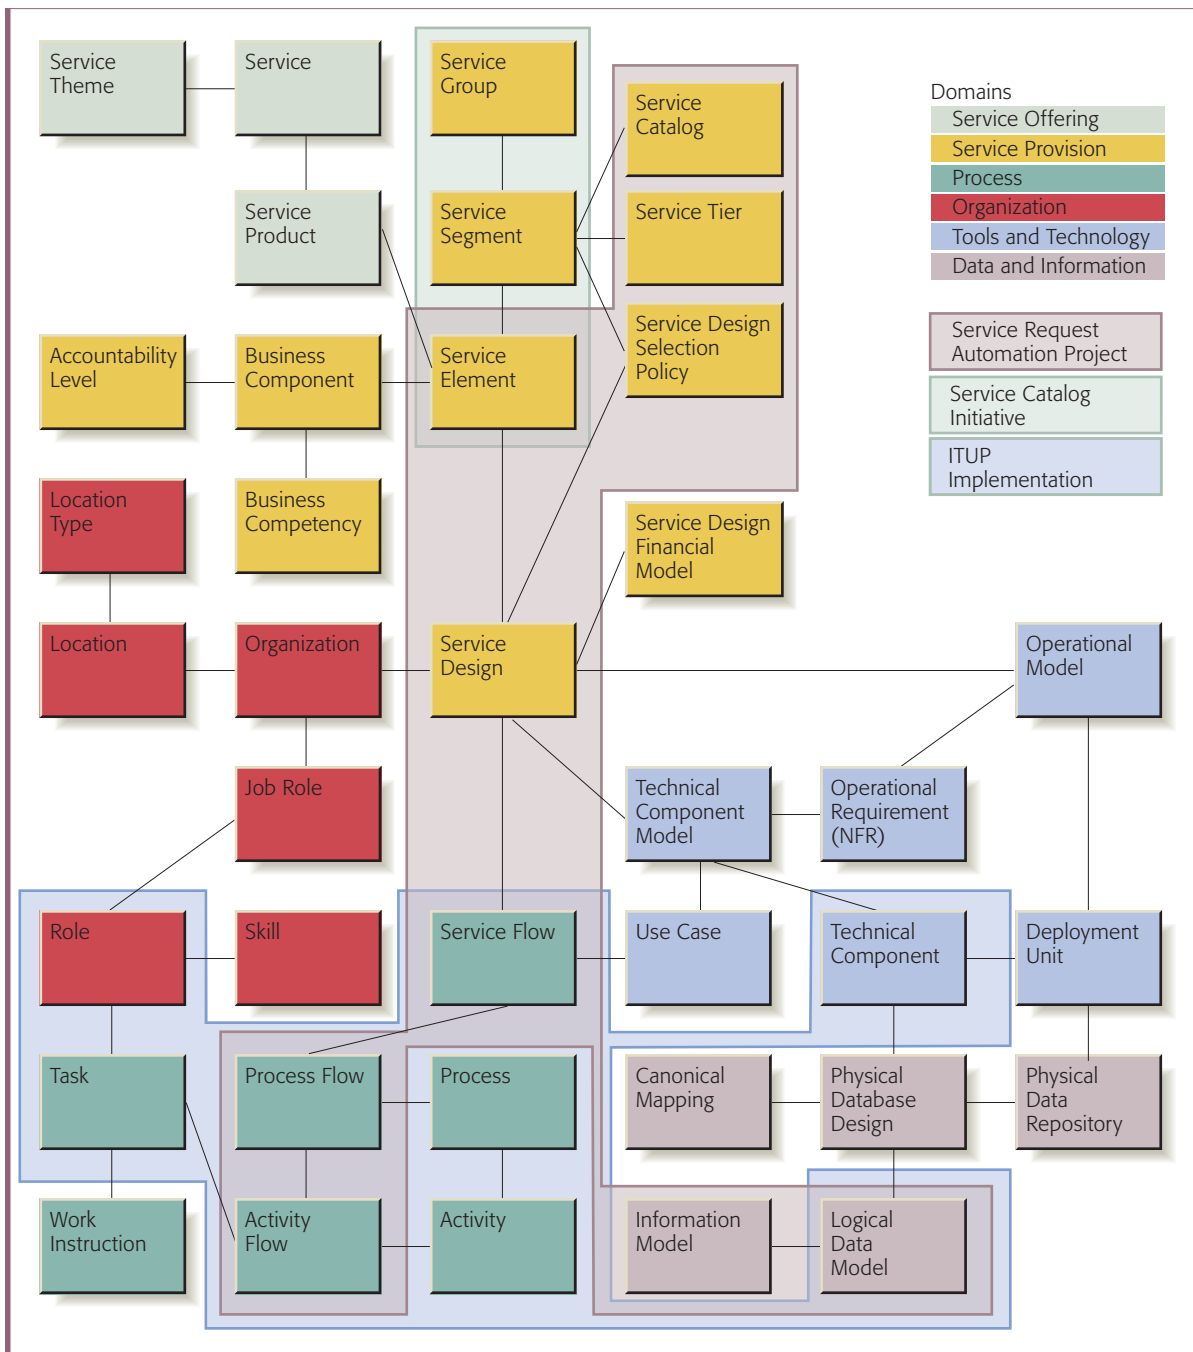 Service
Theme
Service
Service
Group
Service
Catalog
Domains
Service Offering
Service Provision
Process
Organization
Tools and Technology
Data and Information
Service
Product
Service
Segment
Service Tier
Service Request
Automation Project
Service Catalog
Initiative
ITUP
Implementation
Accountability
Level
Business
Component
Service
Element
Service Design
Selection
Policy
Location
Type
Business
Competency
Service Design
Financial
Model
Location
Organization
Service
Design
Operational
Model
Job Role
Technical
Component
Model
Operational
Requirement
(NFR)
Role
Skill
Service Flow
Use Case
Technical
Component
Deployment
Unit
Task
Process Flow
Process
Canonical
Mapping
Physical
Database
Design
Physical
Data
Repository
Work
Instruction
Activity
Flow
Activity
Information
Model
Logical
Data
Model